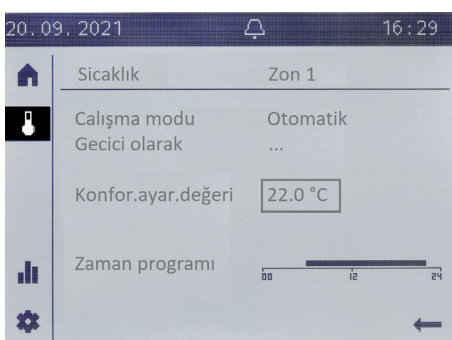 20.09.2021 16:29
Sicaklık Zon 1
Calışma modu Otomatik
Gecici olarak ...
Konfor.ayar.değeri 22.0 °C
Zaman programı
00 12 24